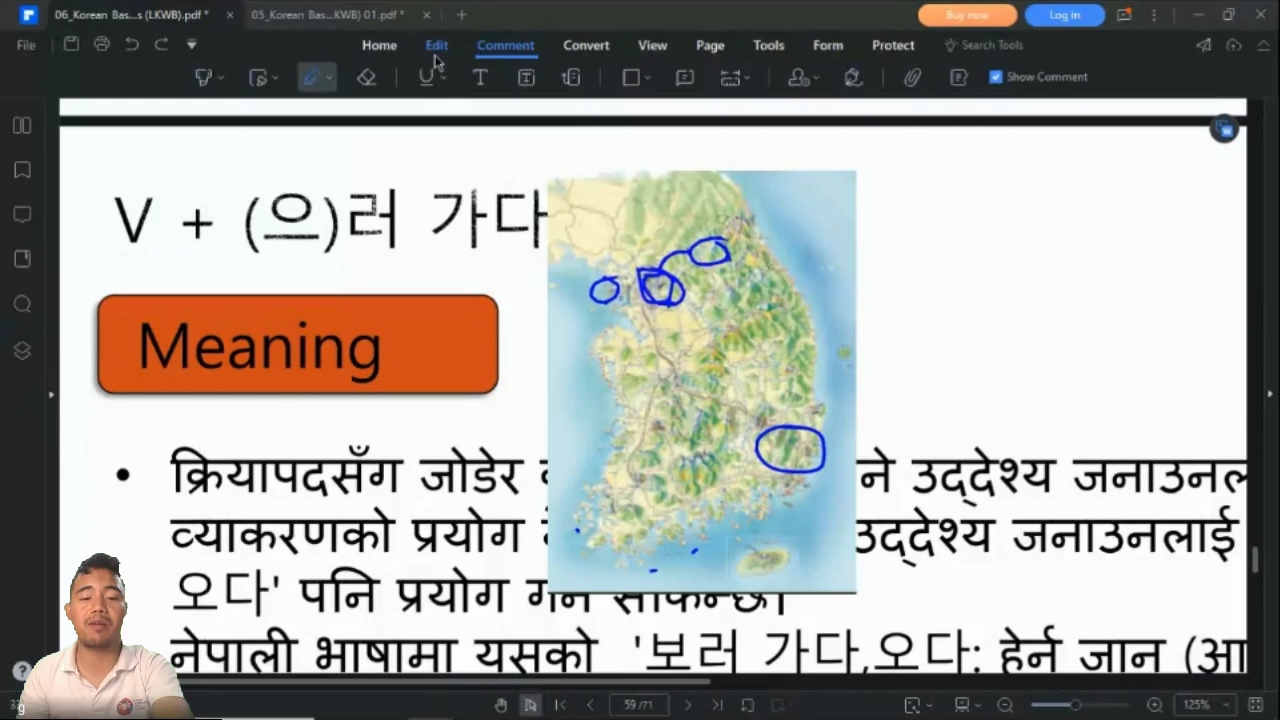 06_Korean Bas...s (LKWB).pdf *
05_Korean Bas...KWB) 01.pdf *
Buy now
Log in
File
Home
Edit
Comment
Convert
View
Page
Tools
Form
Protect
Search Tools
Show Comment
V + (으)러 가다
Meaning
• क्रियापदसँग जोडेर ने उद्देश्य जनाउनल
व्याकरणको प्रयोग उद्देश्य जनाउनलाई
오다' पनि प्रयोग गर्न सकिन्छ।
नेपाली भाषामा यसको '보러 가다,오다: हेर्न जान (आ
59 /71
125%